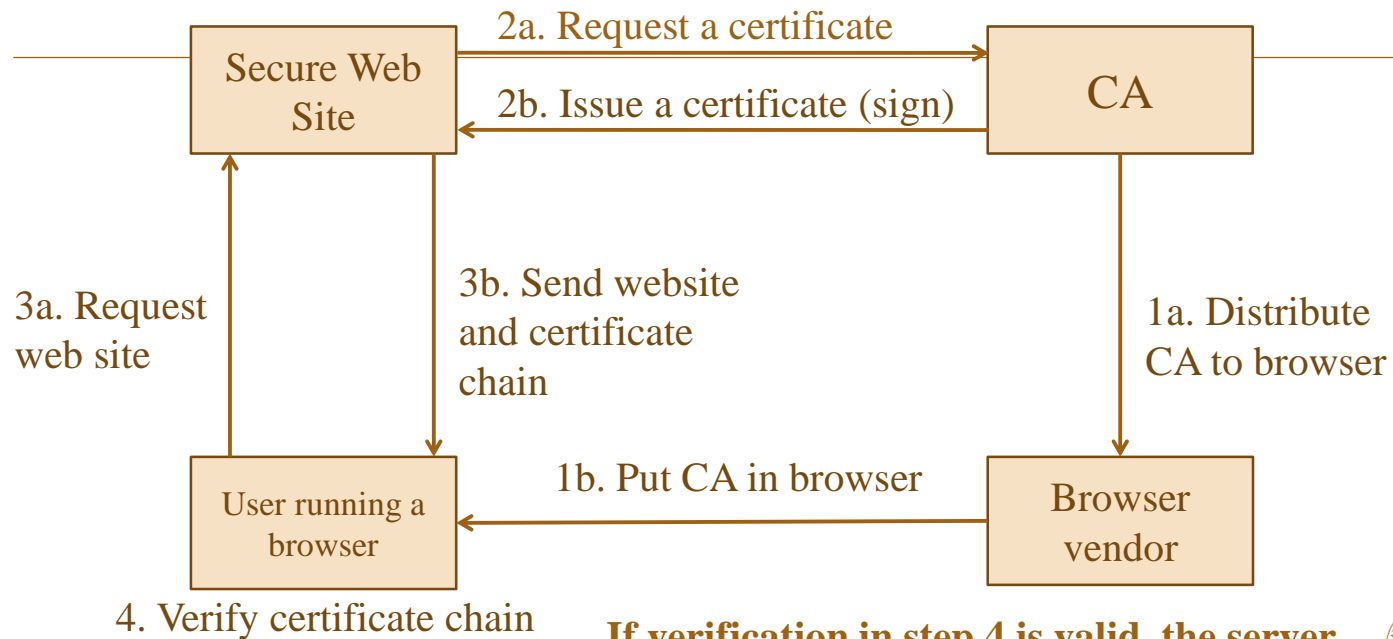 2a. Request a certificate
Secure Web
Site
CA
2b. Issue a certificate (sign)
3a. Request
web site
3b. Send website
and certificate
chain
1a. Distribute
CA to browser
1b. Put CA in browser
User running a
browser
Browser
vendor
4. Verify certificate chain
If verification in step 4 is valid, the server